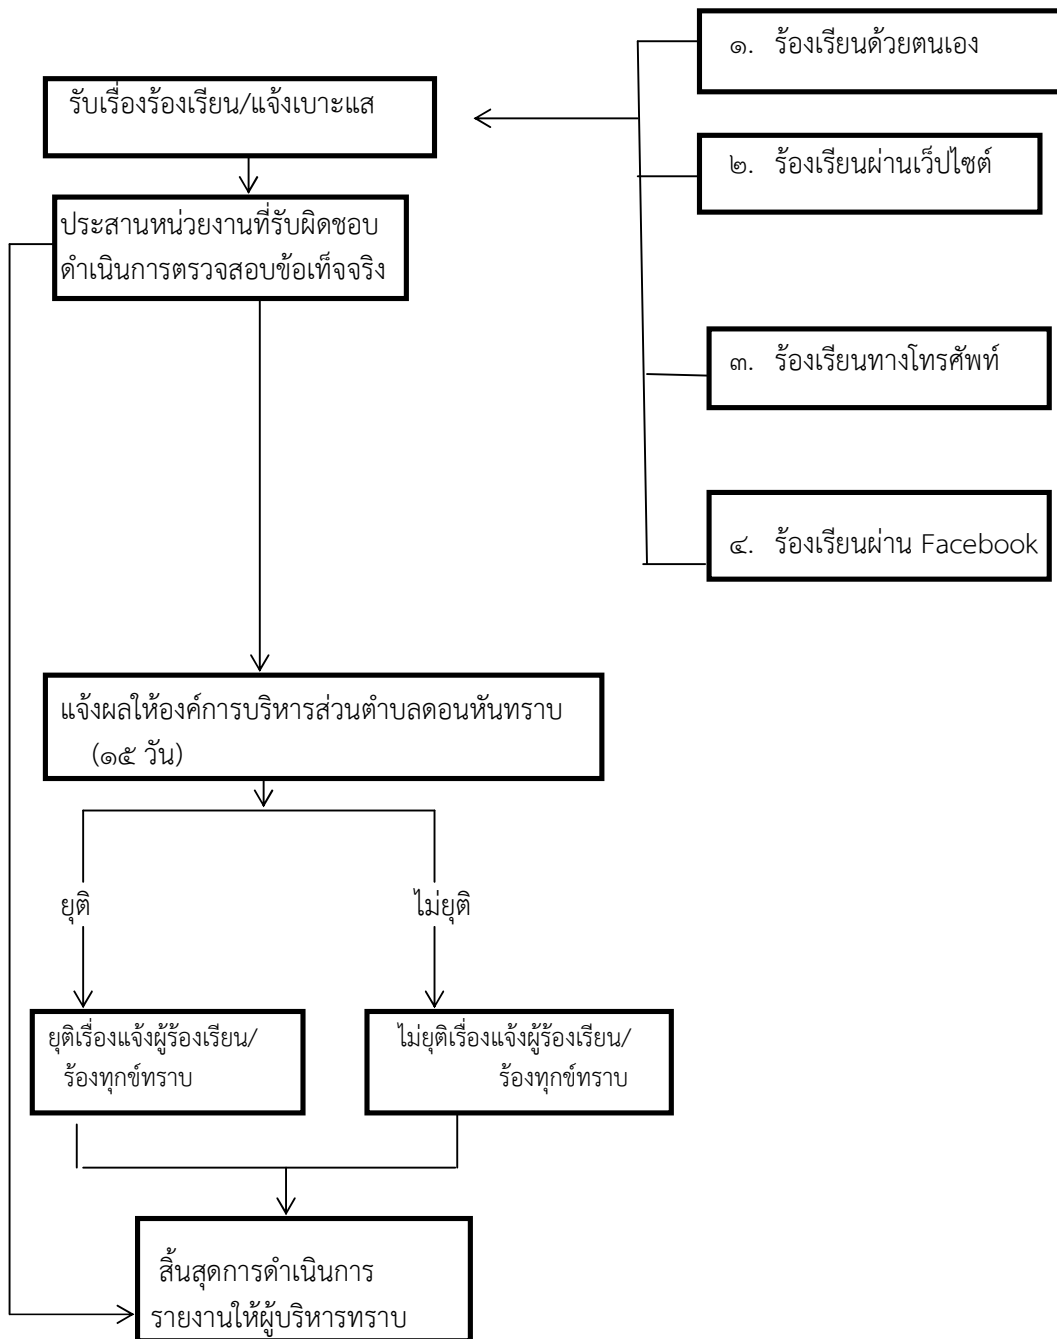 ๑. ร้องเรียนด้วยตนเอง
รับเรื่องร้องเรียน/แจ้งเบาะแส
๒. ร้องเรียนผ่านเว็ปไซต์
ประสานหน่วยงานที่รับผิดชอบ
ดำเนินการตรวจสอบข้อเท็จจริง
๓. ร้องเรียนทางโทรศัพท์
๔. ร้องเรียนผ่าน Facebook
แจ้งผลให้องค์การบริหารส่วนตำบลดอนหันทราบ
(๑๕ วัน)
ยุติ
ไม่ยุติ
ยุติเรื่องแจ้งผู้ร้องเรียน/
ร้องทุกข์ทราบ
ไม่ยุติเรื่องแจ้งผู้ร้องเรียน/
ร้องทุกข์ทราบ
สิ้นสุดการดำเนินการ
รายงานให้ผู้บริหารทราบ